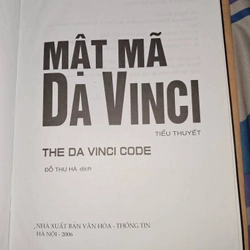 MẬT MÃ
DA VINCI
TIỂU THUYẾT
THE DA VINCI CODE
ĐỖ THU HÀ dịch
NHÀ XUẤT BẢN VĂN HÓA - THÔNG TIN
HÀ NỘI - 2006